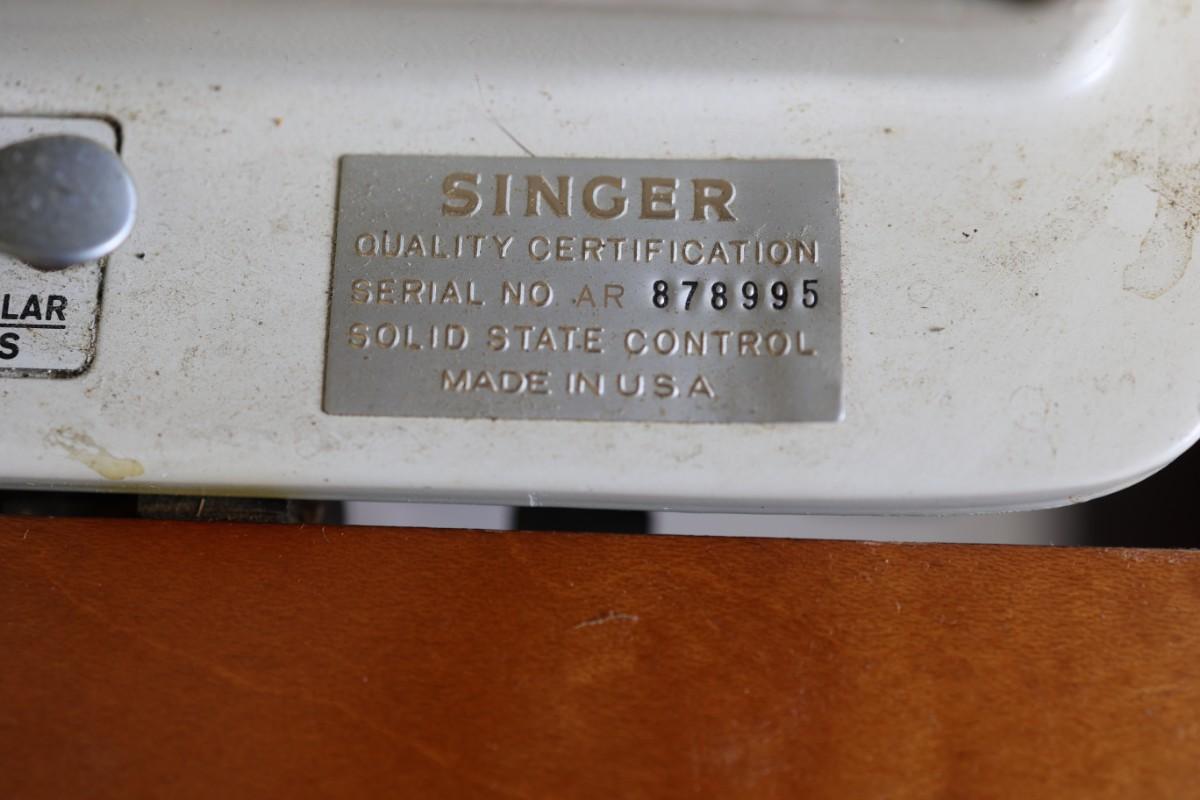 SINGER
QUALITY CERTIFICATION
SERIAL NO. AR 878995
SOLID STATE CONTROL
MADE IN U.S.A
LAR
S